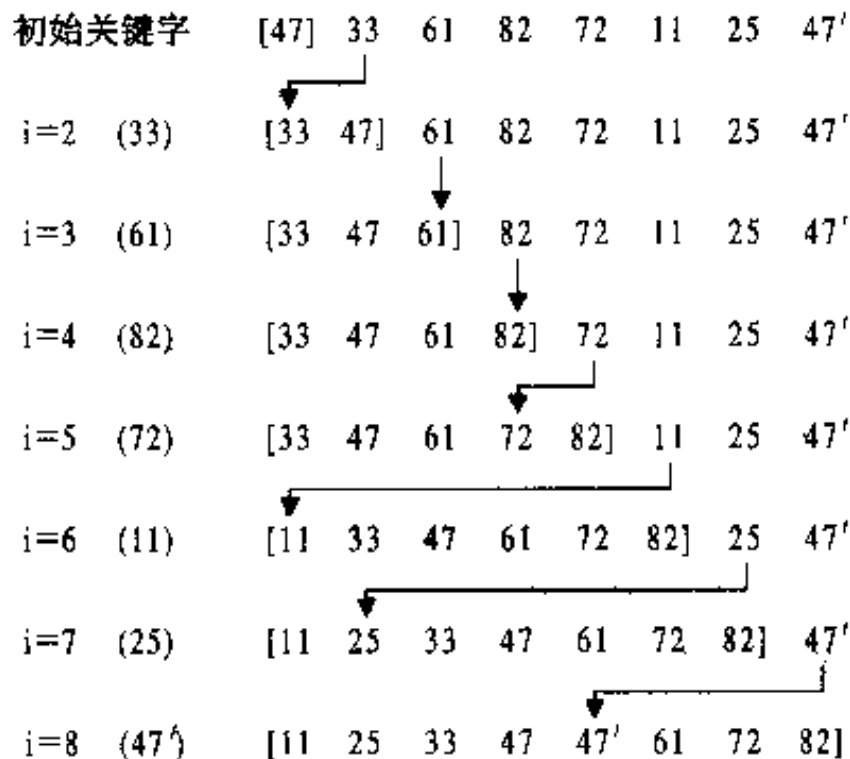 初始关键字 [47] 33 61 82 72 11 25 47′
i=2 (33) [33 47] 61 82 72 11 25 47′
i=3 (61) [33 47 61] 82 72 11 25 47′
i=4 (82) [33 47 61 82] 72 11 25 47′
i=5 (72) [33 47 61 72 82] 11 25 47′
i=6 (11) [11 33 47 61 72 82] 25 47′
i=7 (25) [11 25 33 47 61 72 82] 47′
i=8 (47′) [11 25 33 47 47′ 61 72 82]